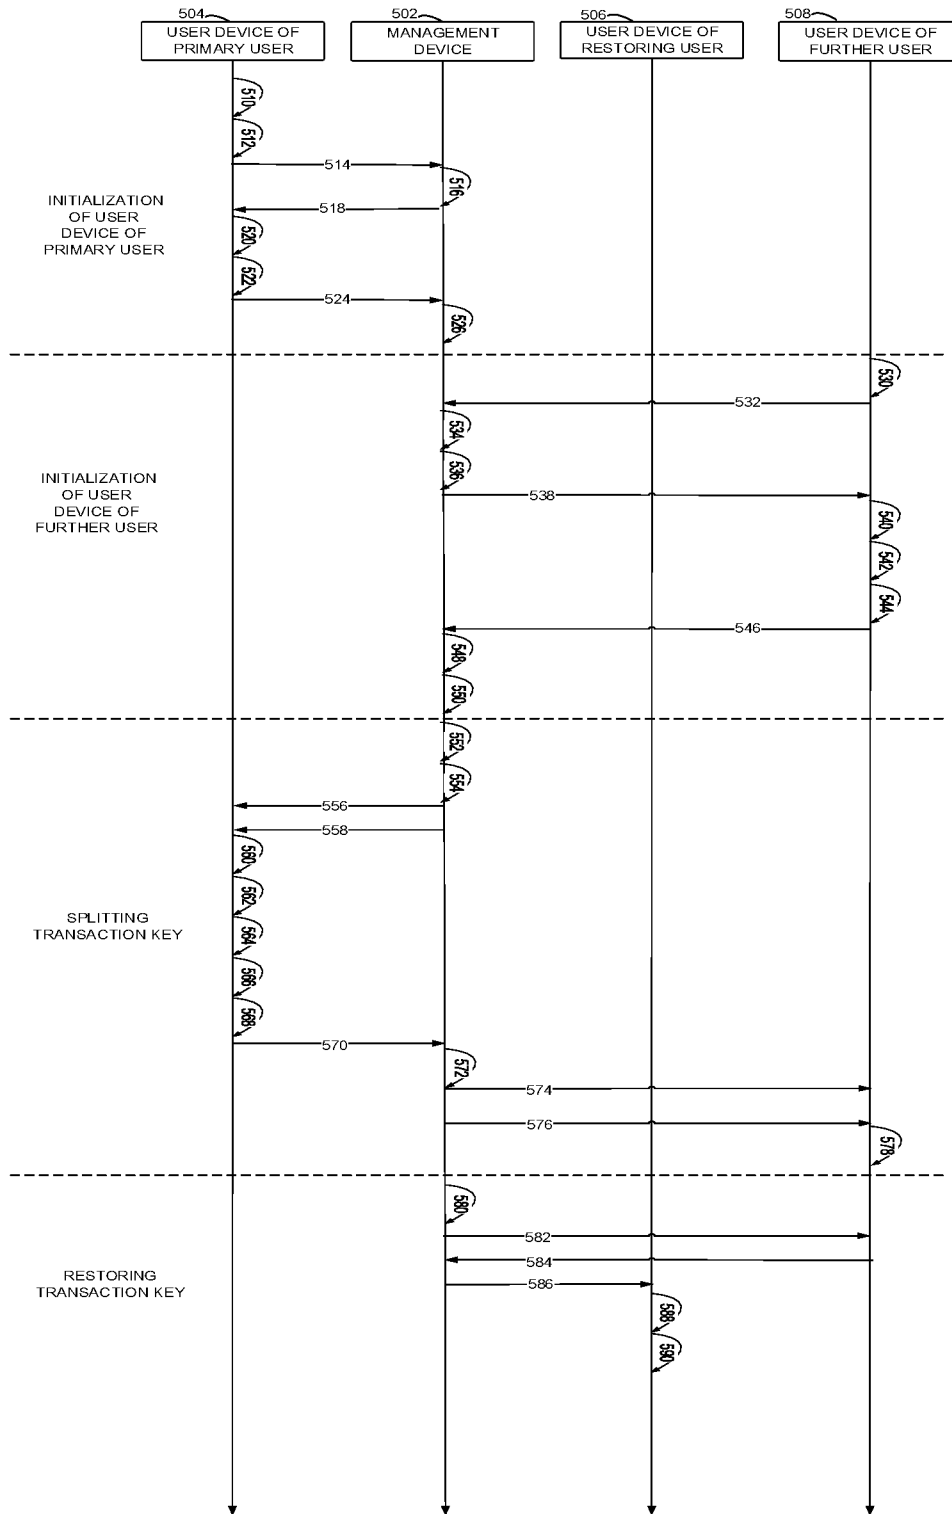 504
502
506
508
USER DEVICE OF
PRIMARY USER
MANAGEMENT
DEVICE
USER DEVICE OF
RESTORING USER
USER DEVICE OF
FURTHER USER
510
512
514
516
INITIALIZATION
OF USER
DEVICE OF
PRIMARY USER
518
520
522
524
526
530
532
534
536
INITIALIZATION
OF USER
DEVICE OF
FURTHER USER
538
540
542
544
546
548
550
552
554
556
558
560
562
SPLITTING
TRANSACTION KEY
564
566
568
570
572
574
576
578
580
582
584
RESTORING
TRANSACTION KEY
586
588
590